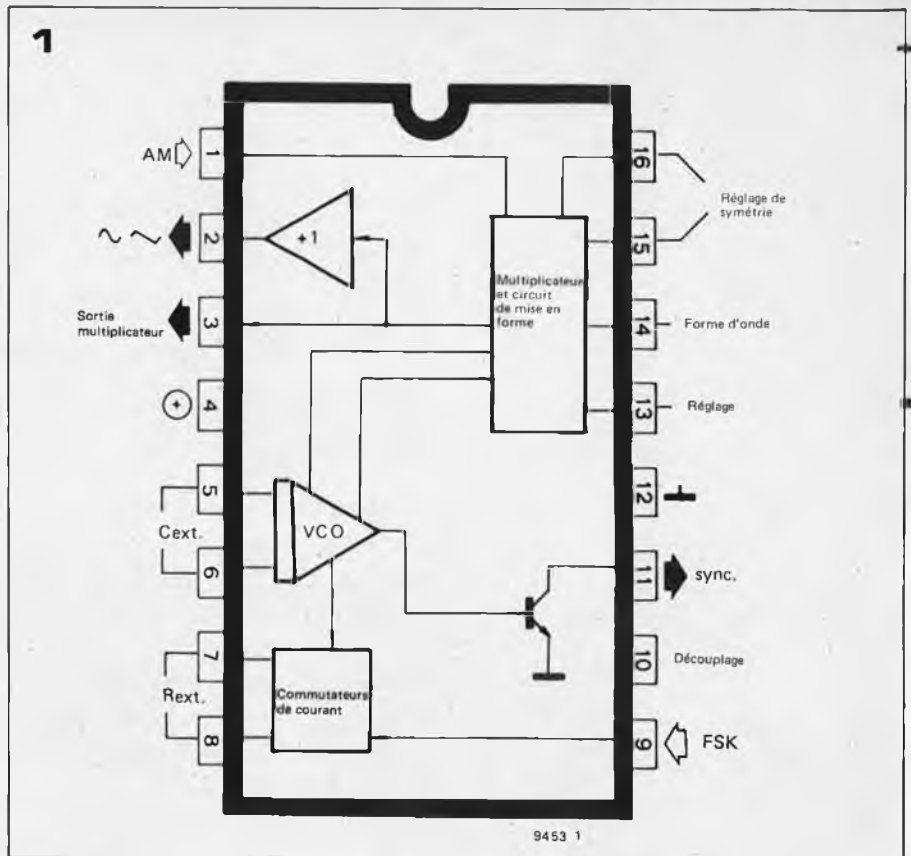 1
AM
1
2
Sortie
multiplicateur
3
4
5
Cext.
6
7
Rext.
8
+1
VCO
Commutateurs
de courant
Multiplicateur
et circuit
de mise en
forme
16
Réglage de
symétrie
15
14
Forme d'onde
13
Réglage
12
11
sync.
10
Découplage
9
FSK
9453 1